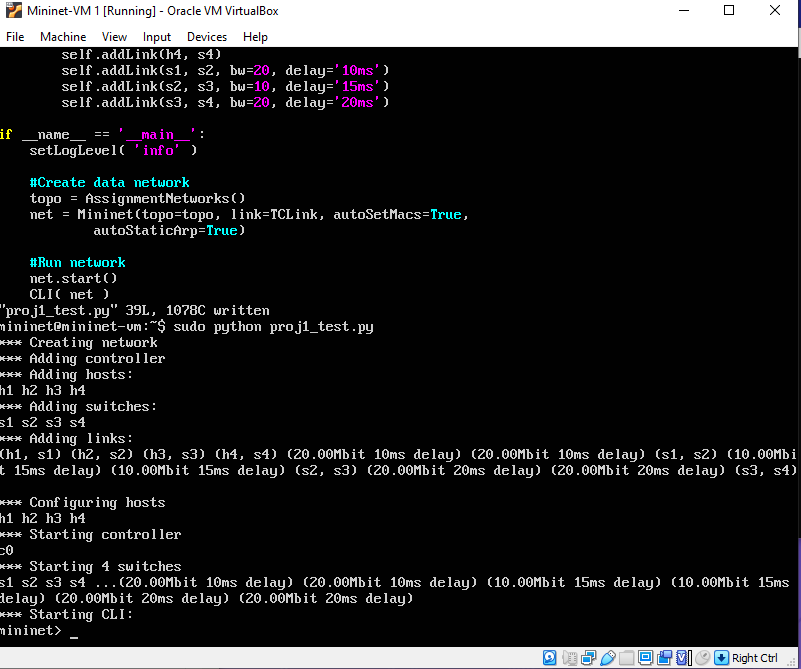 Mininet-VM 1 [Running] - Oracle VM VirtualBox
File Machine View Input Devices Help
        self.addLink(h4, s4)
        self.addLink(s1, s2, bw=20, delay='10ms')
        self.addLink(s2, s3, bw=10, delay='15ms')
        self.addLink(s3, s4, bw=20, delay='20ms')
if __name__ == '__main__':
    setLogLevel( 'info' )
    #Create data network
    topo = AssignmentNetworks()
    net = Mininet(topo=topo, link=TCLink, autoSetMacs=True,
            autoStaticArp=True)
    #Run network
    net.start()
    CLI( net )
"proj1_test.py" 39L, 1078C written
mininet@mininet-vm:~$ sudo python proj1_test.py
*** Creating network
*** Adding controller
*** Adding hosts:
h1 h2 h3 h4
*** Adding switches:
s1 s2 s3 s4
*** Adding links:
(h1, s1) (h2, s2) (h3, s3) (h4, s4) (20.00Mbit 10ms delay) (20.00Mbit 10ms delay) (s1, s2) (10.00Mbi
t 15ms delay) (10.00Mbit 15ms delay) (s2, s3) (20.00Mbit 20ms delay) (20.00Mbit 20ms delay) (s3, s4)
*** Configuring hosts
h1 h2 h3 h4
*** Starting controller
c0
*** Starting 4 switches
s1 s2 s3 s4 ...(20.00Mbit 10ms delay) (20.00Mbit 10ms delay) (10.00Mbit 15ms delay) (10.00Mbit 15ms
delay) (20.00Mbit 20ms delay) (20.00Mbit 20ms delay)
*** Starting CLI:
mininet> _
Right Ctrl